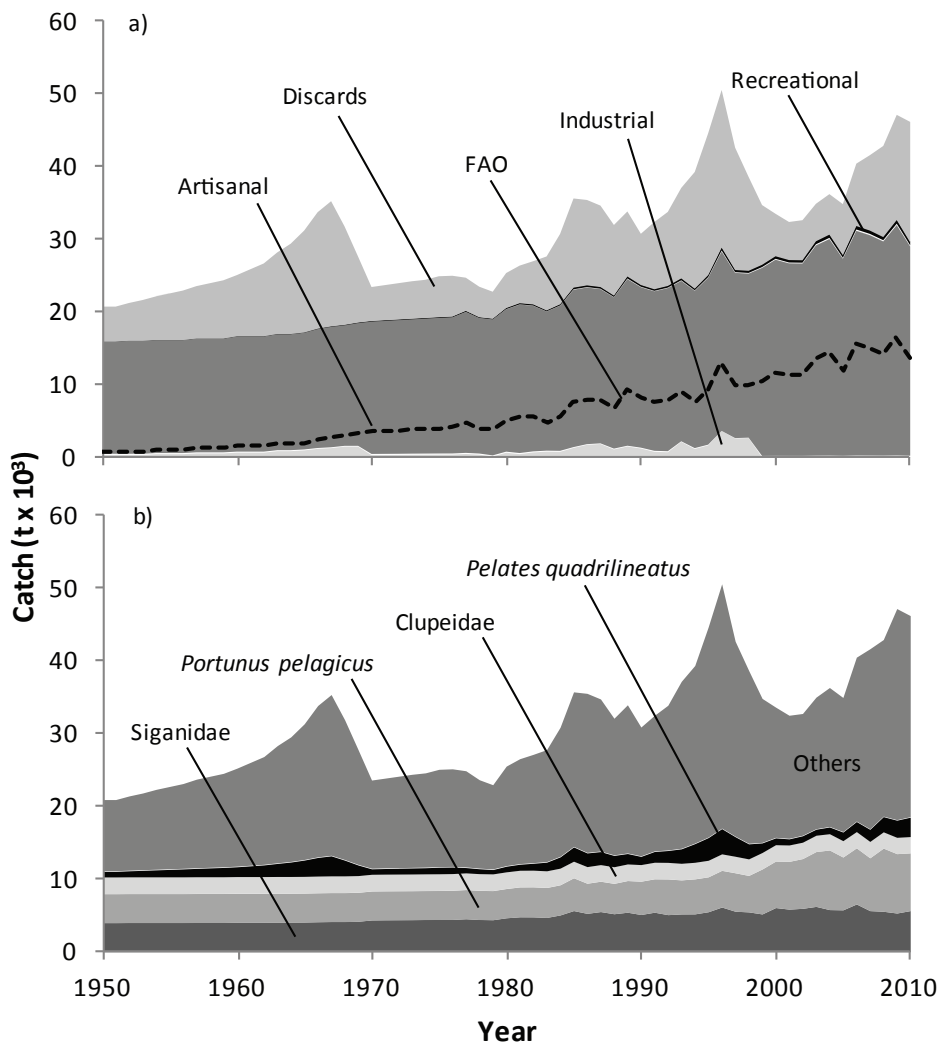 60
a)
50
Recreational
Discards
Industrial
40
FAO
Artisanal
30
20
10
0
Catch (t x 10³)
60
b)
50
Pelates quadrilineatus
Clupeidae
40
Portunus pelagicus
30
Siganidae
Others
20
10
0
1950 1960 1970 1980 1990 2000 2010
Year